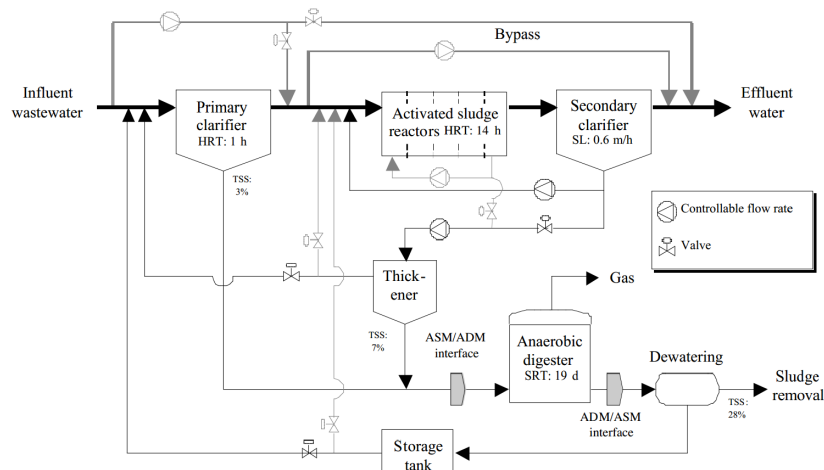 Bypass
Influent
wastewater
Primary
clarifier
HRT: 1 h
Activated sludge
reactors HRT: 14 h
Secondary
clarifier
SL: 0.6 m/h
Effluent
water
TSS:
3%
Controllable flow rate
Valve
Thick-
ener
TSS:
7%
ASM/ADM
interface
Gas
Anaerobic
digester
SRT: 19 d
Dewatering
Sludge
removal
TSS:
28%
ADM/ASM
interface
Storage
tank